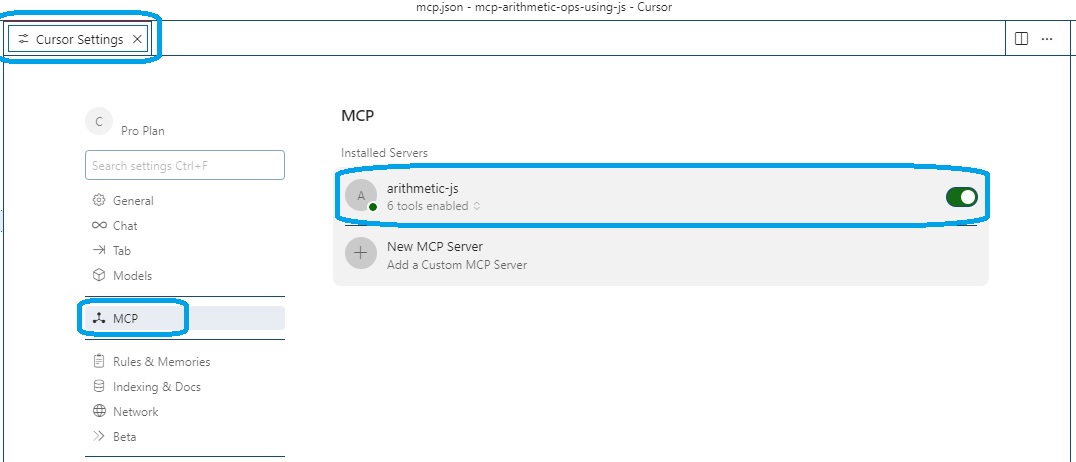 mcp.json - mcp-arithmetic-ops-using-js - Cursor
Cursor Settings
C
Pro Plan
Search settings Ctrl+F
General
Chat
Tab
Models
MCP
Rules & Memories
Indexing & Docs
Network
Beta
MCP
Installed Servers
A
arithmetic-js
6 tools enabled
New MCP Server
Add a Custom MCP Server